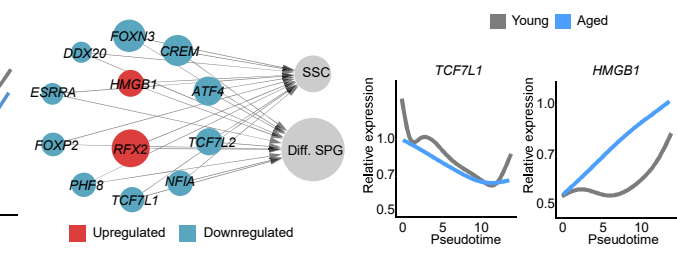 FOXN3
DDX20
CREM
ESRRA
HMGB1
ATF4
SSC
FOXP2
RFX2
TCF7L2
Diff. SPG
PHF8
NFIA
TCF7L1
Upregulated
Downregulated
Young
Aged
TCF7L1
Relative expression
1.0
0.7
0.5
0
5
10
Pseudotime
HMGB1
Relative expression
1.0
0.7
0.5
0
5
10
Pseudotime